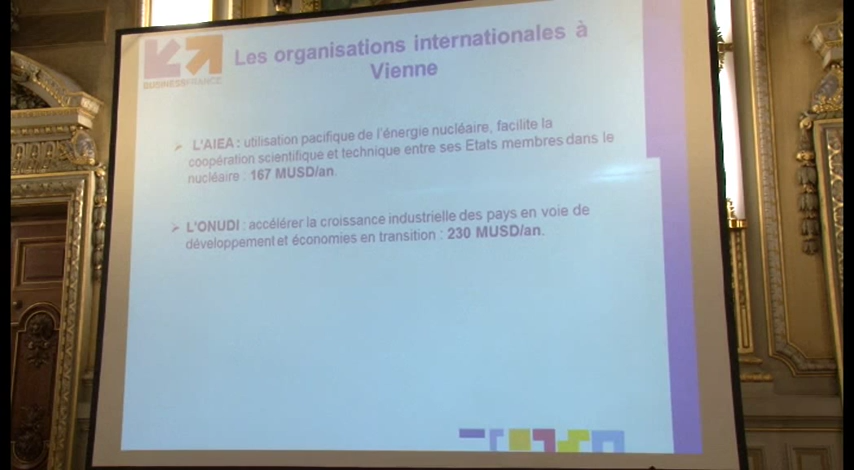 Les organisations internationales à
Vienne
BUSINESSFRANCE
➤ L'AIEA : utilisation pacifique de l'énergie nucléaire, facilite la
coopération scientifique et technique entre ses Etats membres dans le
nucléaire : 167 MUSD/an.
➤ L'ONUDI : accélérer la croissance industrielle des pays en voie de
développement et économies en transition : 230 MUSD/an.